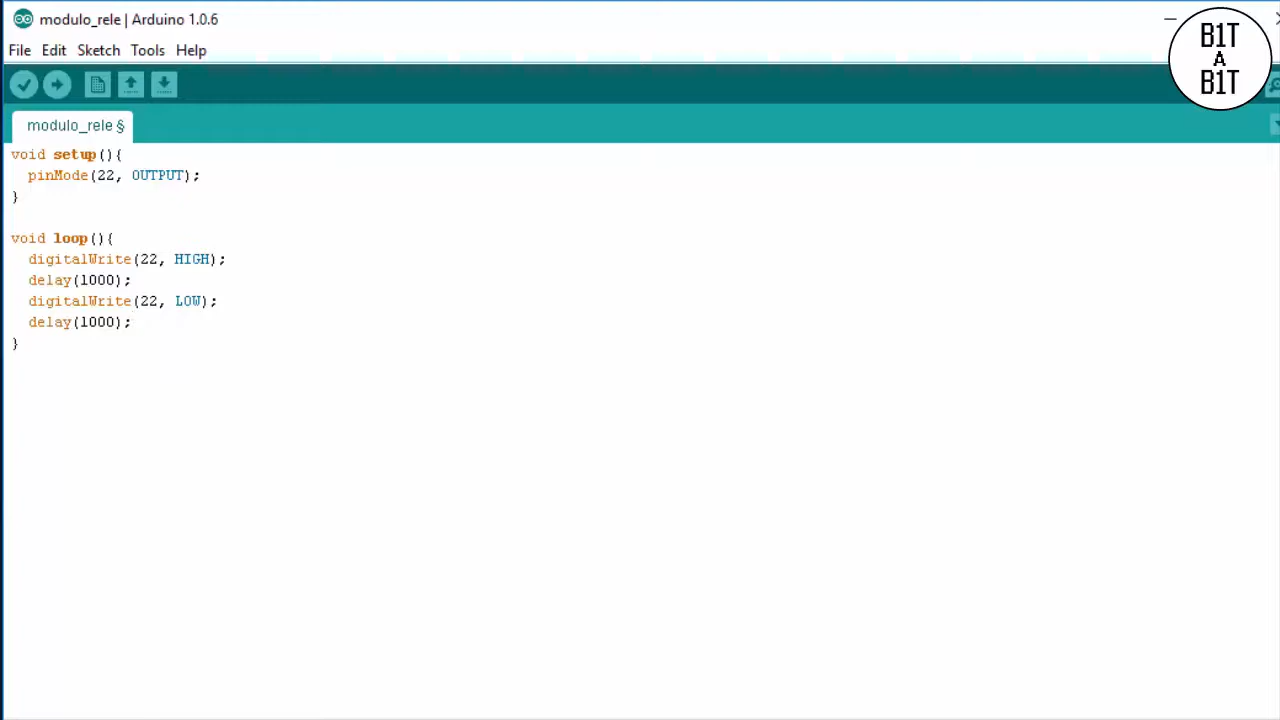 modulo_rele | Arduino 1.0.6
File Edit Sketch Tools Help
B1T
A
B1T
modulo_rele §
void setup(){
  pinMode(22, OUTPUT);
}

void loop(){
  digitalWrite(22, HIGH);
  delay(1000);
  digitalWrite(22, LOW);
  delay(1000);
}